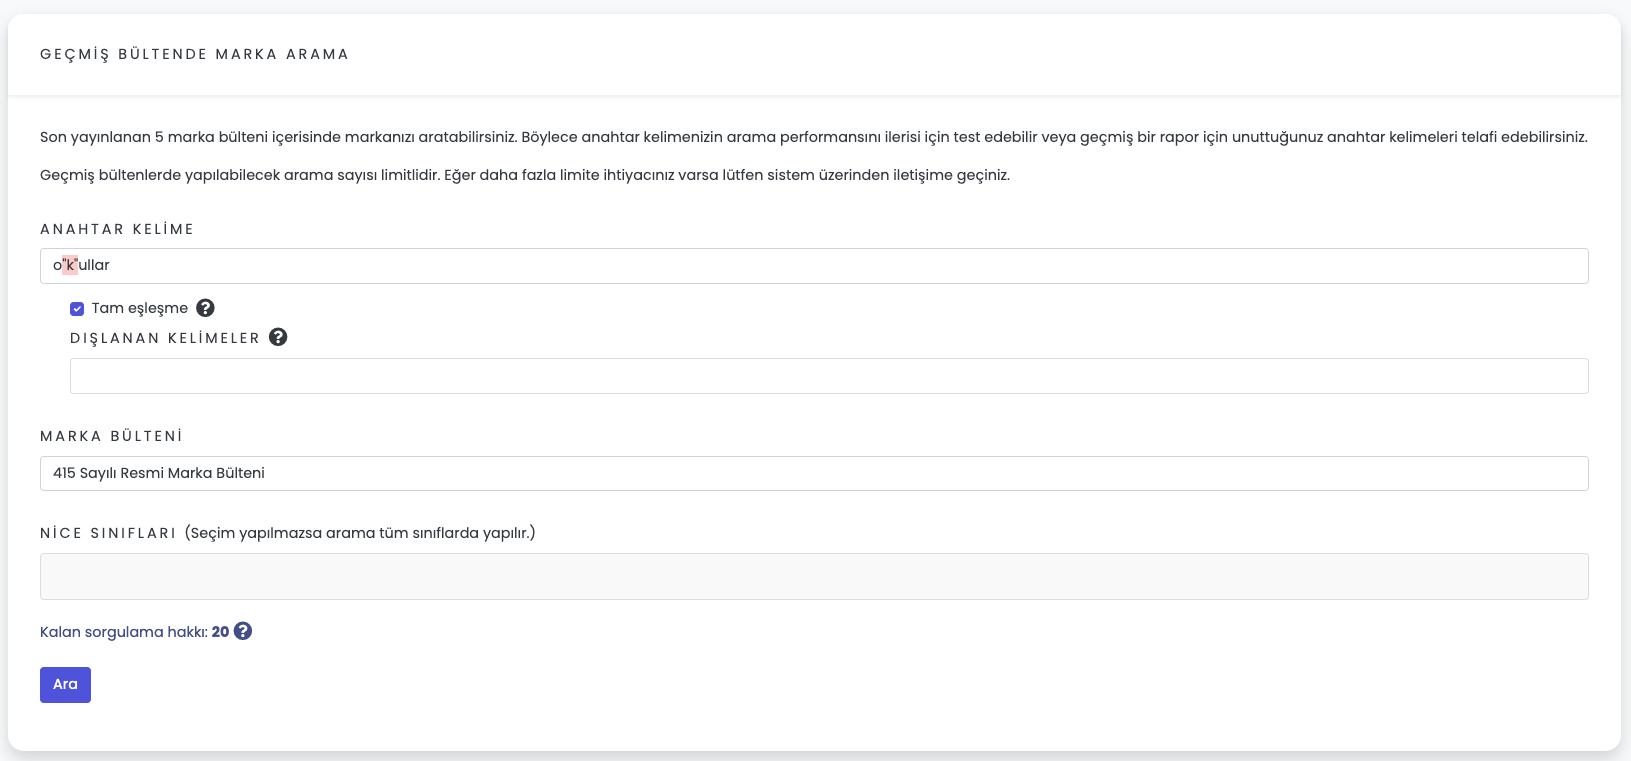 GEÇMİŞ BÜLTENDE MARKA ARAMA
Son yayınlanan 5 marka bülteni içerisinde markanızı aratabilirsiniz. Böylece anahtar kelimenizin arama performansını ilerisi için test edebilir veya geçmiş bir rapor için unuttuğunuz anahtar kelimeleri telafi edebilirsiniz.
Geçmiş bültenlerde yapılabilecek arama sayısı limitlidir. Eğer daha fazla limite ihtiyacınız varsa lütfen sistem üzerinden iletişime geçiniz.
ANAHTAR KELİME
o"k"ullar
Tam eşleşme ?
DIŞLANAN KELİMELER ?
MARKA BÜLTENİ
415 Sayılı Resmi Marka Bülteni
NİCE SINIFLARI (Seçim yapılmazsa arama tüm sınıflarda yapılır.)
Kalan sorgulama hakkı: 20 ?
Ara